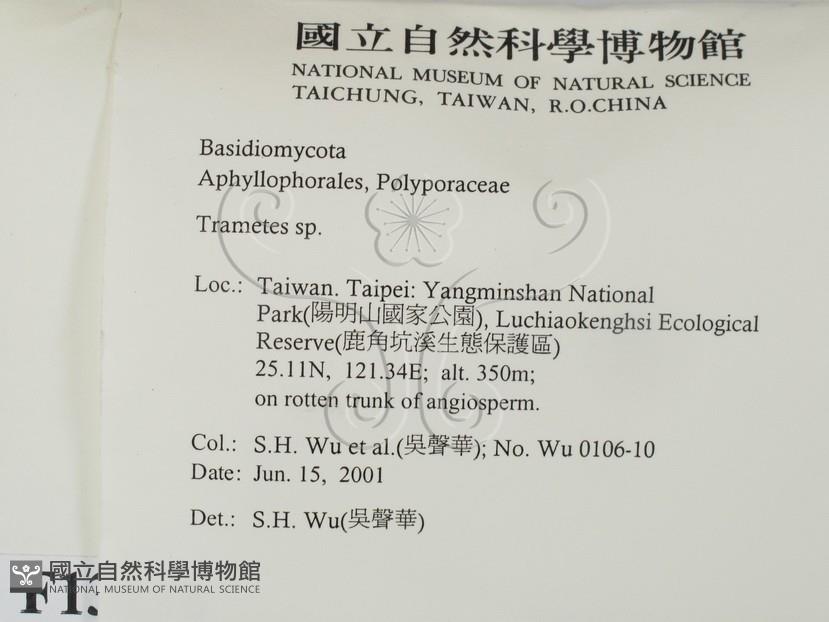 國立自然科學博物館
NATIONAL MUSEUM OF NATURAL SCIENCE
TAICHUNG, TAIWAN, R.O.CHINA
Basidiomycota
Aphyllophorales, Polyporaceae
Trametes sp.
Loc.: Taiwan. Taipei: Yangminshan National
Park(陽明山國家公園), Luchiaokenghsi Ecological
Reserve(鹿角坑溪生態保護區)
25.11N, 121.34E; alt. 350m;
on rotten trunk of angiosperm.
Col.: S.H. Wu et al.(吳聲華); No. Wu 0106-10
Date: Jun. 15, 2001
Det.: S.H. Wu(吳聲華)
國立自然科學博物館
NATIONAL MUSEUM OF NATURAL SCIENCE